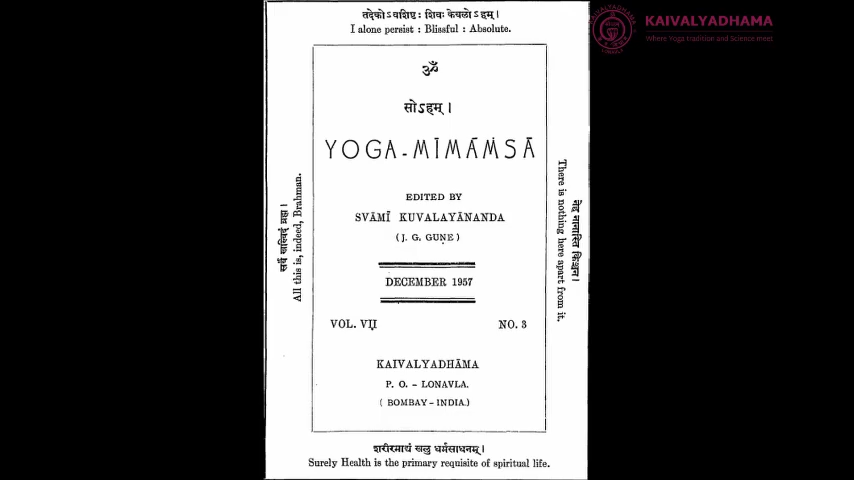 तदेकोऽवशिष्टः शिवः केवलोऽहम् ।
I alone persist : Blissful : Absolute.
KAIVALYADHAMA
Where Yoga tradition and Science meet
ॐ
सोऽहम् ।
YOGA-MĪMĀṀSĀ
EDITED BY
SVĀMĪ KUVALAYĀNANDA
( J. G. GUṆE )
DECEMBER 1957
VOL. VII
NO. 3
KAIVALYADHĀMA
P. O. - LONAVLA.
( BOMBAY - INDIA.)
सर्वं खल्विदं ब्रह्म ।
All this is, indeed, Brahman.
नेह नानास्ति किञ्चन ।
There is nothing here apart from it.
शरीरमाद्यं खलु धर्मसाधनम् ।
Surely Health is the primary requisite of spiritual life.